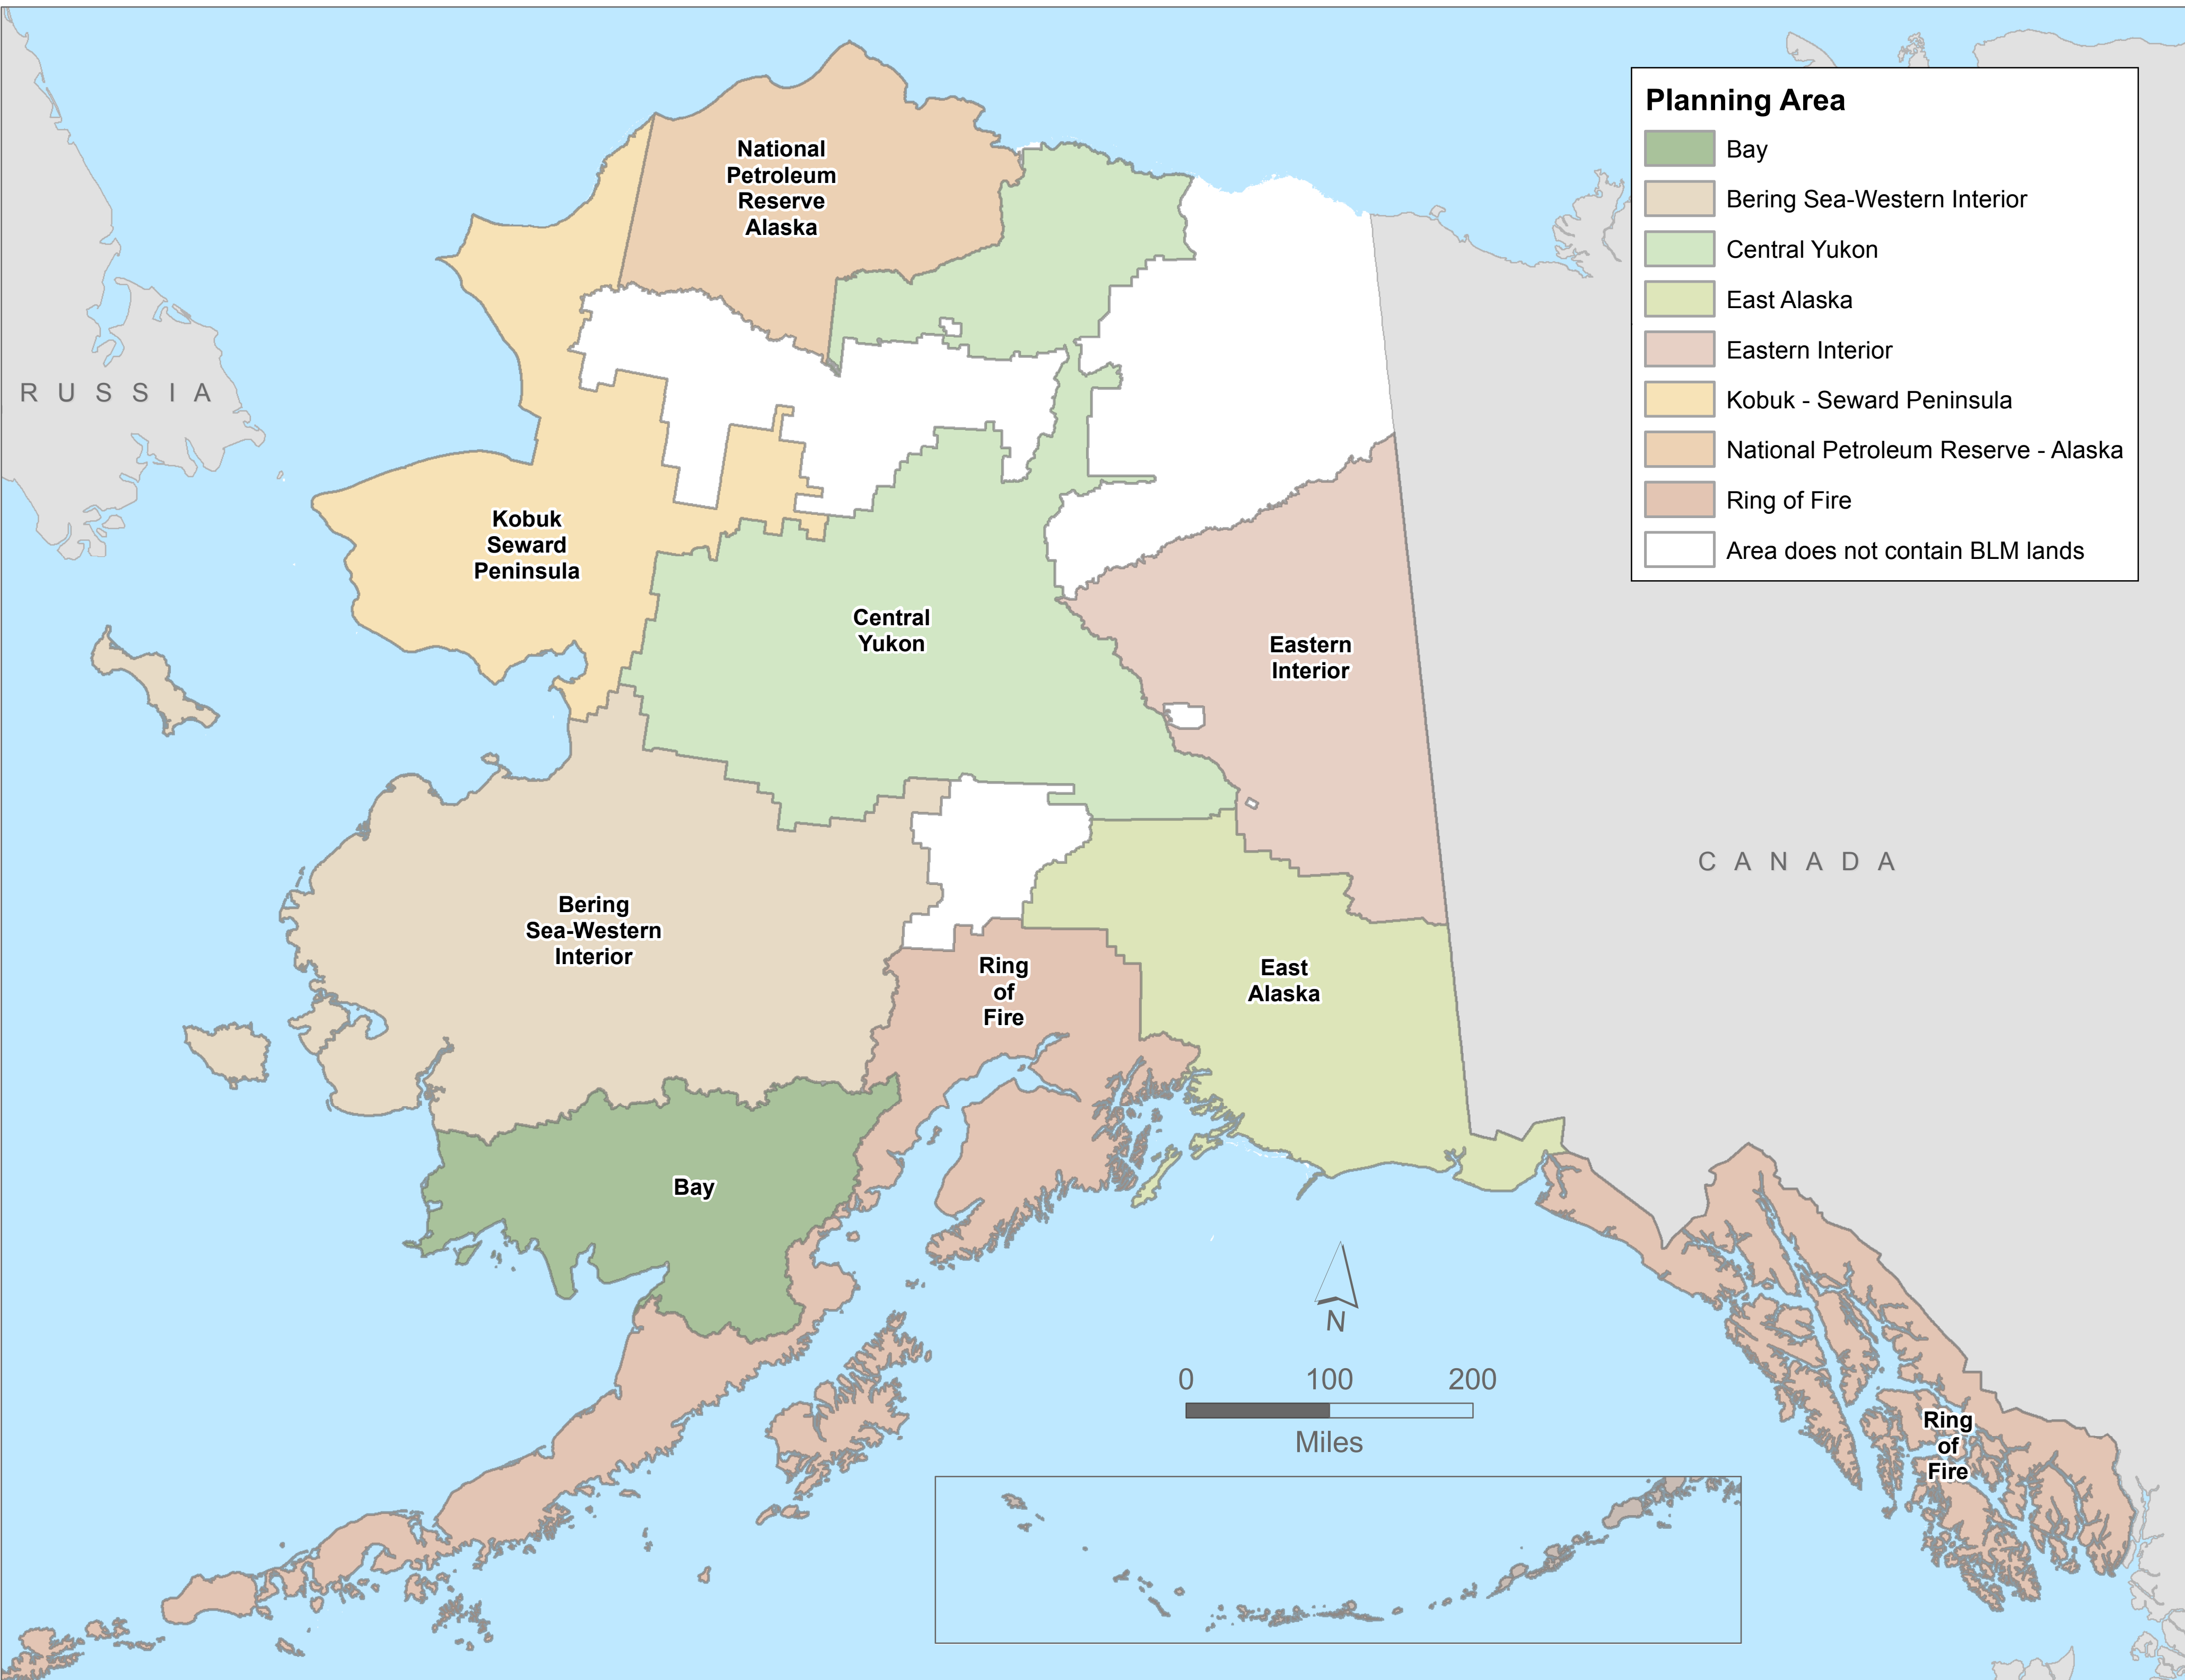 Planning Area
Bay
Bering Sea-Western Interior
Central Yukon
East Alaska
Eastern Interior
Kobuk - Seward Peninsula
National Petroleum Reserve - Alaska
Ring of Fire
Area does not contain BLM lands
National
Petroleum
Reserve
Alaska
RUSSIA
Kobuk
Seward
Peninsula
Central
Yukon
Eastern
Interior
CANADA
Bering
Sea-Western
Interior
Ring
of
Fire
East
Alaska
Bay
N
0 100 200
Miles
Ring
of
Fire